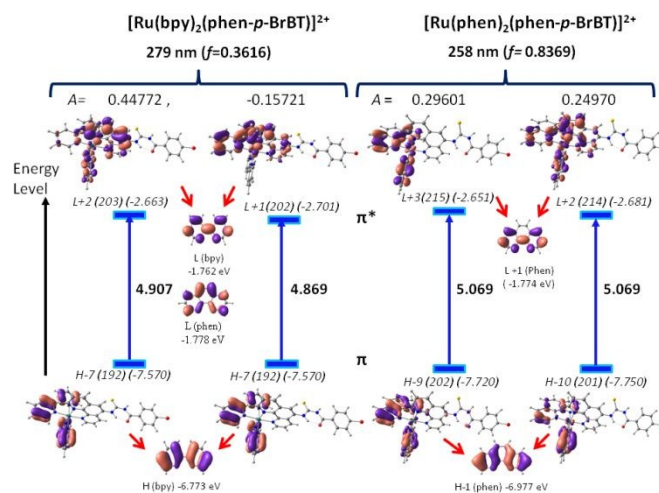 [Ru(bpy)2(phen-p-BrBT)]2+
279 nm (f=0.3616)
[Ru(phen)2(phen-p-BrBT)]2+
258 nm (f= 0.8369)
A= 0.44772 , -0.15721
A = 0.29601 0.24970
Energy
Level
L+2 (203) (-2.663)
L+1(202) (-2.701)
π*
L+3(215) (-2.651)
L+2 (214) (-2.681)
L (bpy)
-1.762 eV
L +1 (Phen)
( -1.774 eV)
4.907
4.869
5.069
5.069
L (phen)
-1.778 eV
π
H-7 (192) (-7.570)
H-7 (192) (-7.570)
H-9 (202) (-7.720)
H-10 (201) (-7.750)
H (bpy) -6.773 eV
H-1 (phen) -6.977 eV